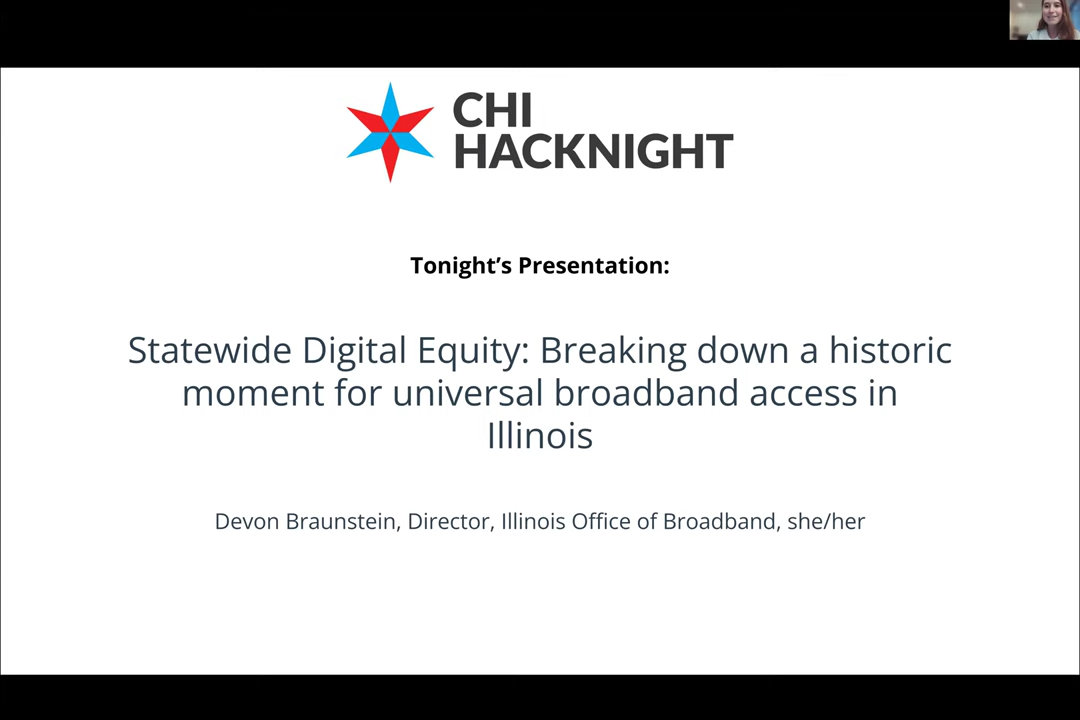 CHI
HACKNIGHT
Tonight’s Presentation:
Statewide Digital Equity: Breaking down a historic
moment for universal broadband access in
Illinois
Devon Braunstein, Director, Illinois Office of Broadband, she/her